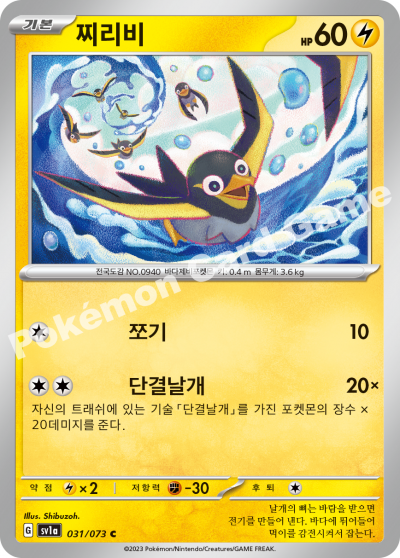 기본 찌리비 HP 60
전국도감 NO.0940 바다제비포켓몬 키: 0.4 m 몸무게: 3.6 kg
쪼기 10
단결날개 20×
자신의 트래쉬에 있는 기술 「단결날개」를 가진 포켓몬의 장수 ×
20데미지를 준다.
약점 ×2 저항력 -30 후퇴
Illus. Shibuzoh.
G sv1a 031/073 C
날개의 뼈는 바람을 받으면
전기를 만들어 낸다. 바다에 뛰어들어
먹이를 감전시켜서 잡는다.
©2023 Pokémon/Nintendo/Creatures/GAME FREAK.
Pokémon Card Game